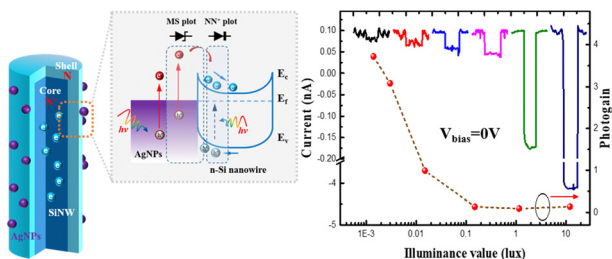 Shell
N
Core
N
SiNW
AgNPs
MS plot
NN⁺ plot
E_c
E_f
E_v
hv
hv
AgNPs
n-Si nanowire
Current (nA)
0.10
0.05
0.00
-0.05
-0.10
-0.15
-0.20
-4
-5
V_bias=0V
Photogain
4
3
2
1
0
1E-3
0.01
0.1
1
10
Illuminance value (lux)